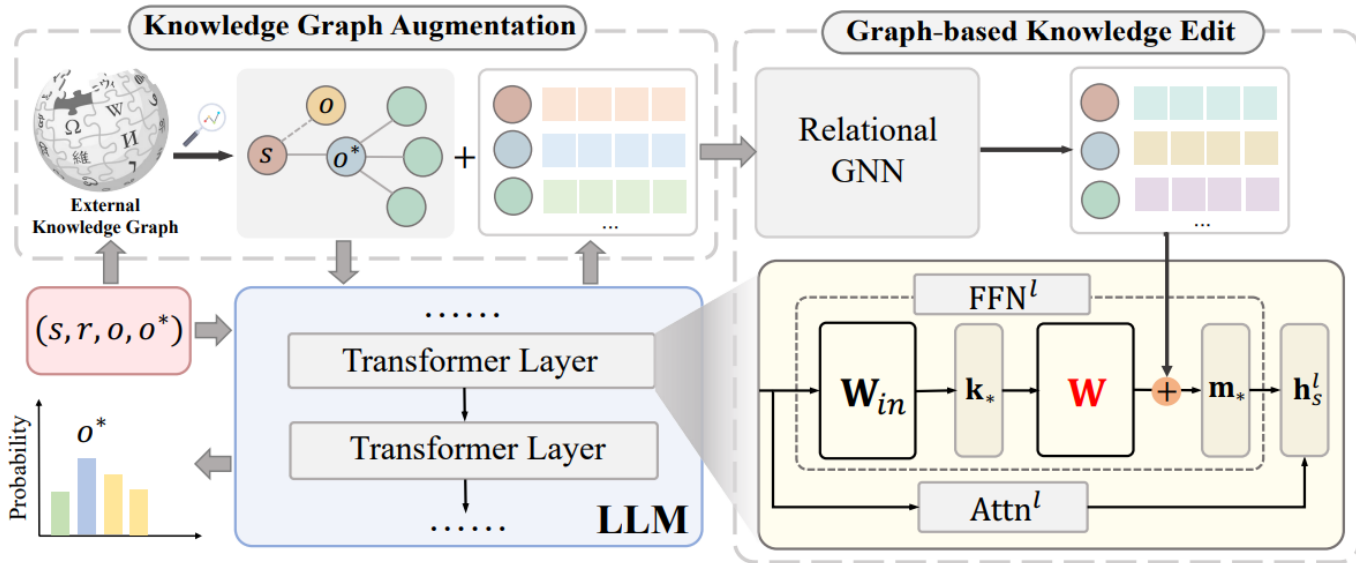 Knowledge Graph Augmentation
Graph-based Knowledge Edit
Ω
W
И
維
External
Knowledge Graph
s
o
o*
+
...
Relational
GNN
...
(s, r, o, o*)
......
Transformer Layer
Transformer Layer
......
LLM
Probability
o*
FFN^l
W_in
k_*
W
+
m_*
h_s^l
Attn^l